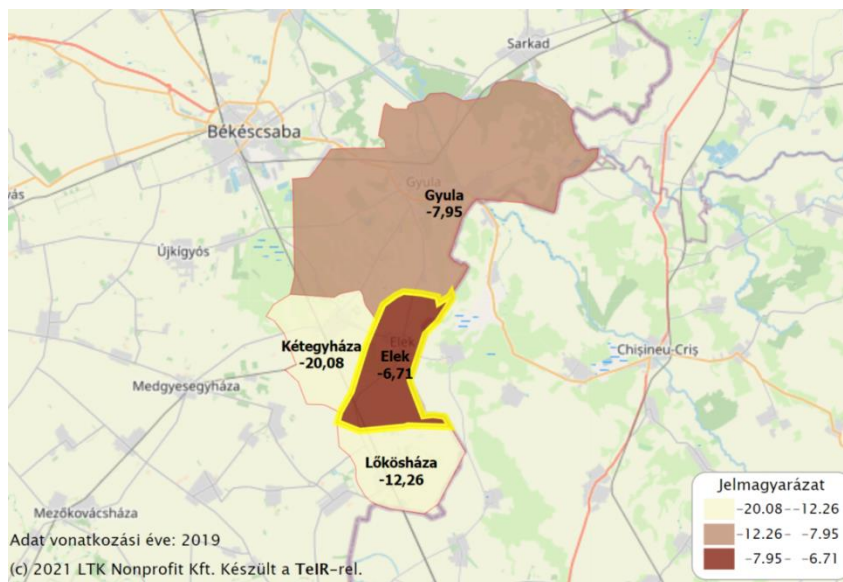 Sarkad
Békéscsaba
Gyula
Gyula
-7,95
Újkígyós
Kétegyháza
-20,08
Elek
Elek
-6,71
Chișineu-Criș
Medgyesegyháza
Lőkösháza
-12,26
Mezőkovácsháza
Adat vonatkozási éve: 2019
(c) 2021 LTK Nonprofit Kft. Készült a TeIR-rel.
Jelmagyarázat
-20.08 - -12.26
-12.26 - -7.95
-7.95 - -6.71